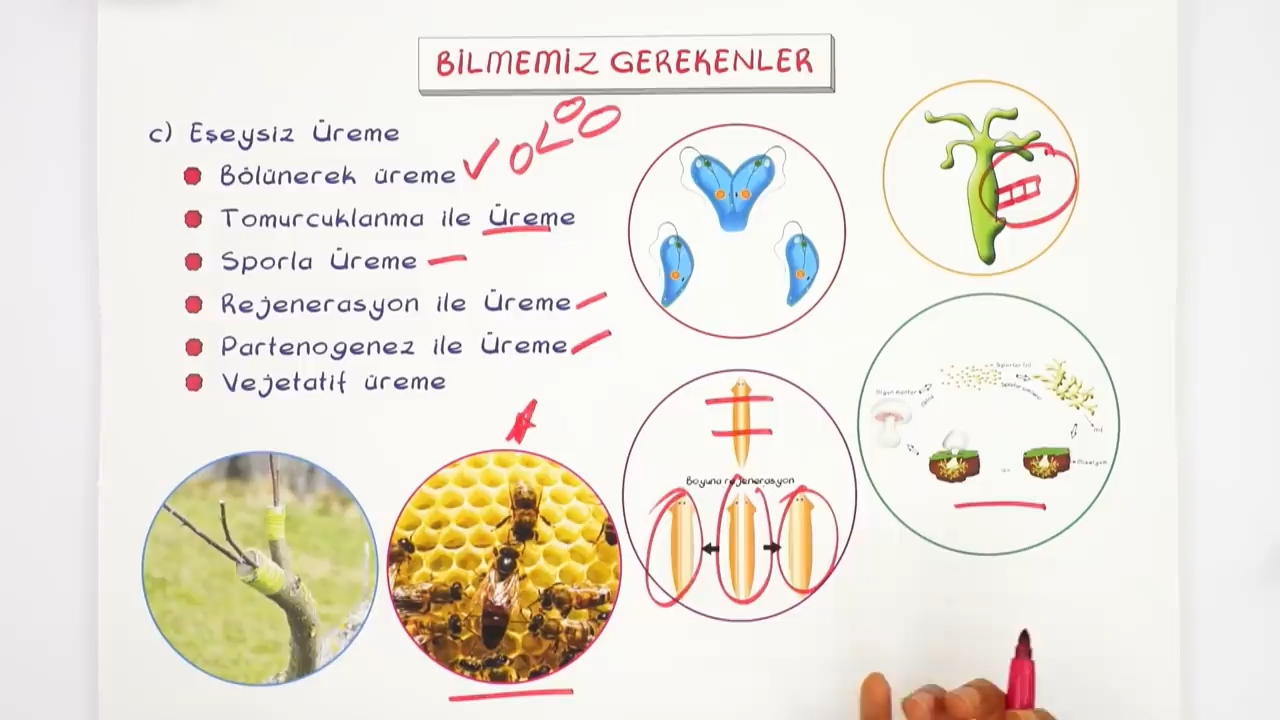 BİLMEMİZ GEREKENLER
c) Eşeysiz Üreme
Bölünerek üreme
Tomurcuklanma ile Üreme
Sporla Üreme
Rejenerasyon ile Üreme
Partenogenez ile Üreme
Vejetatif üreme
Boyuna rejenerasyon